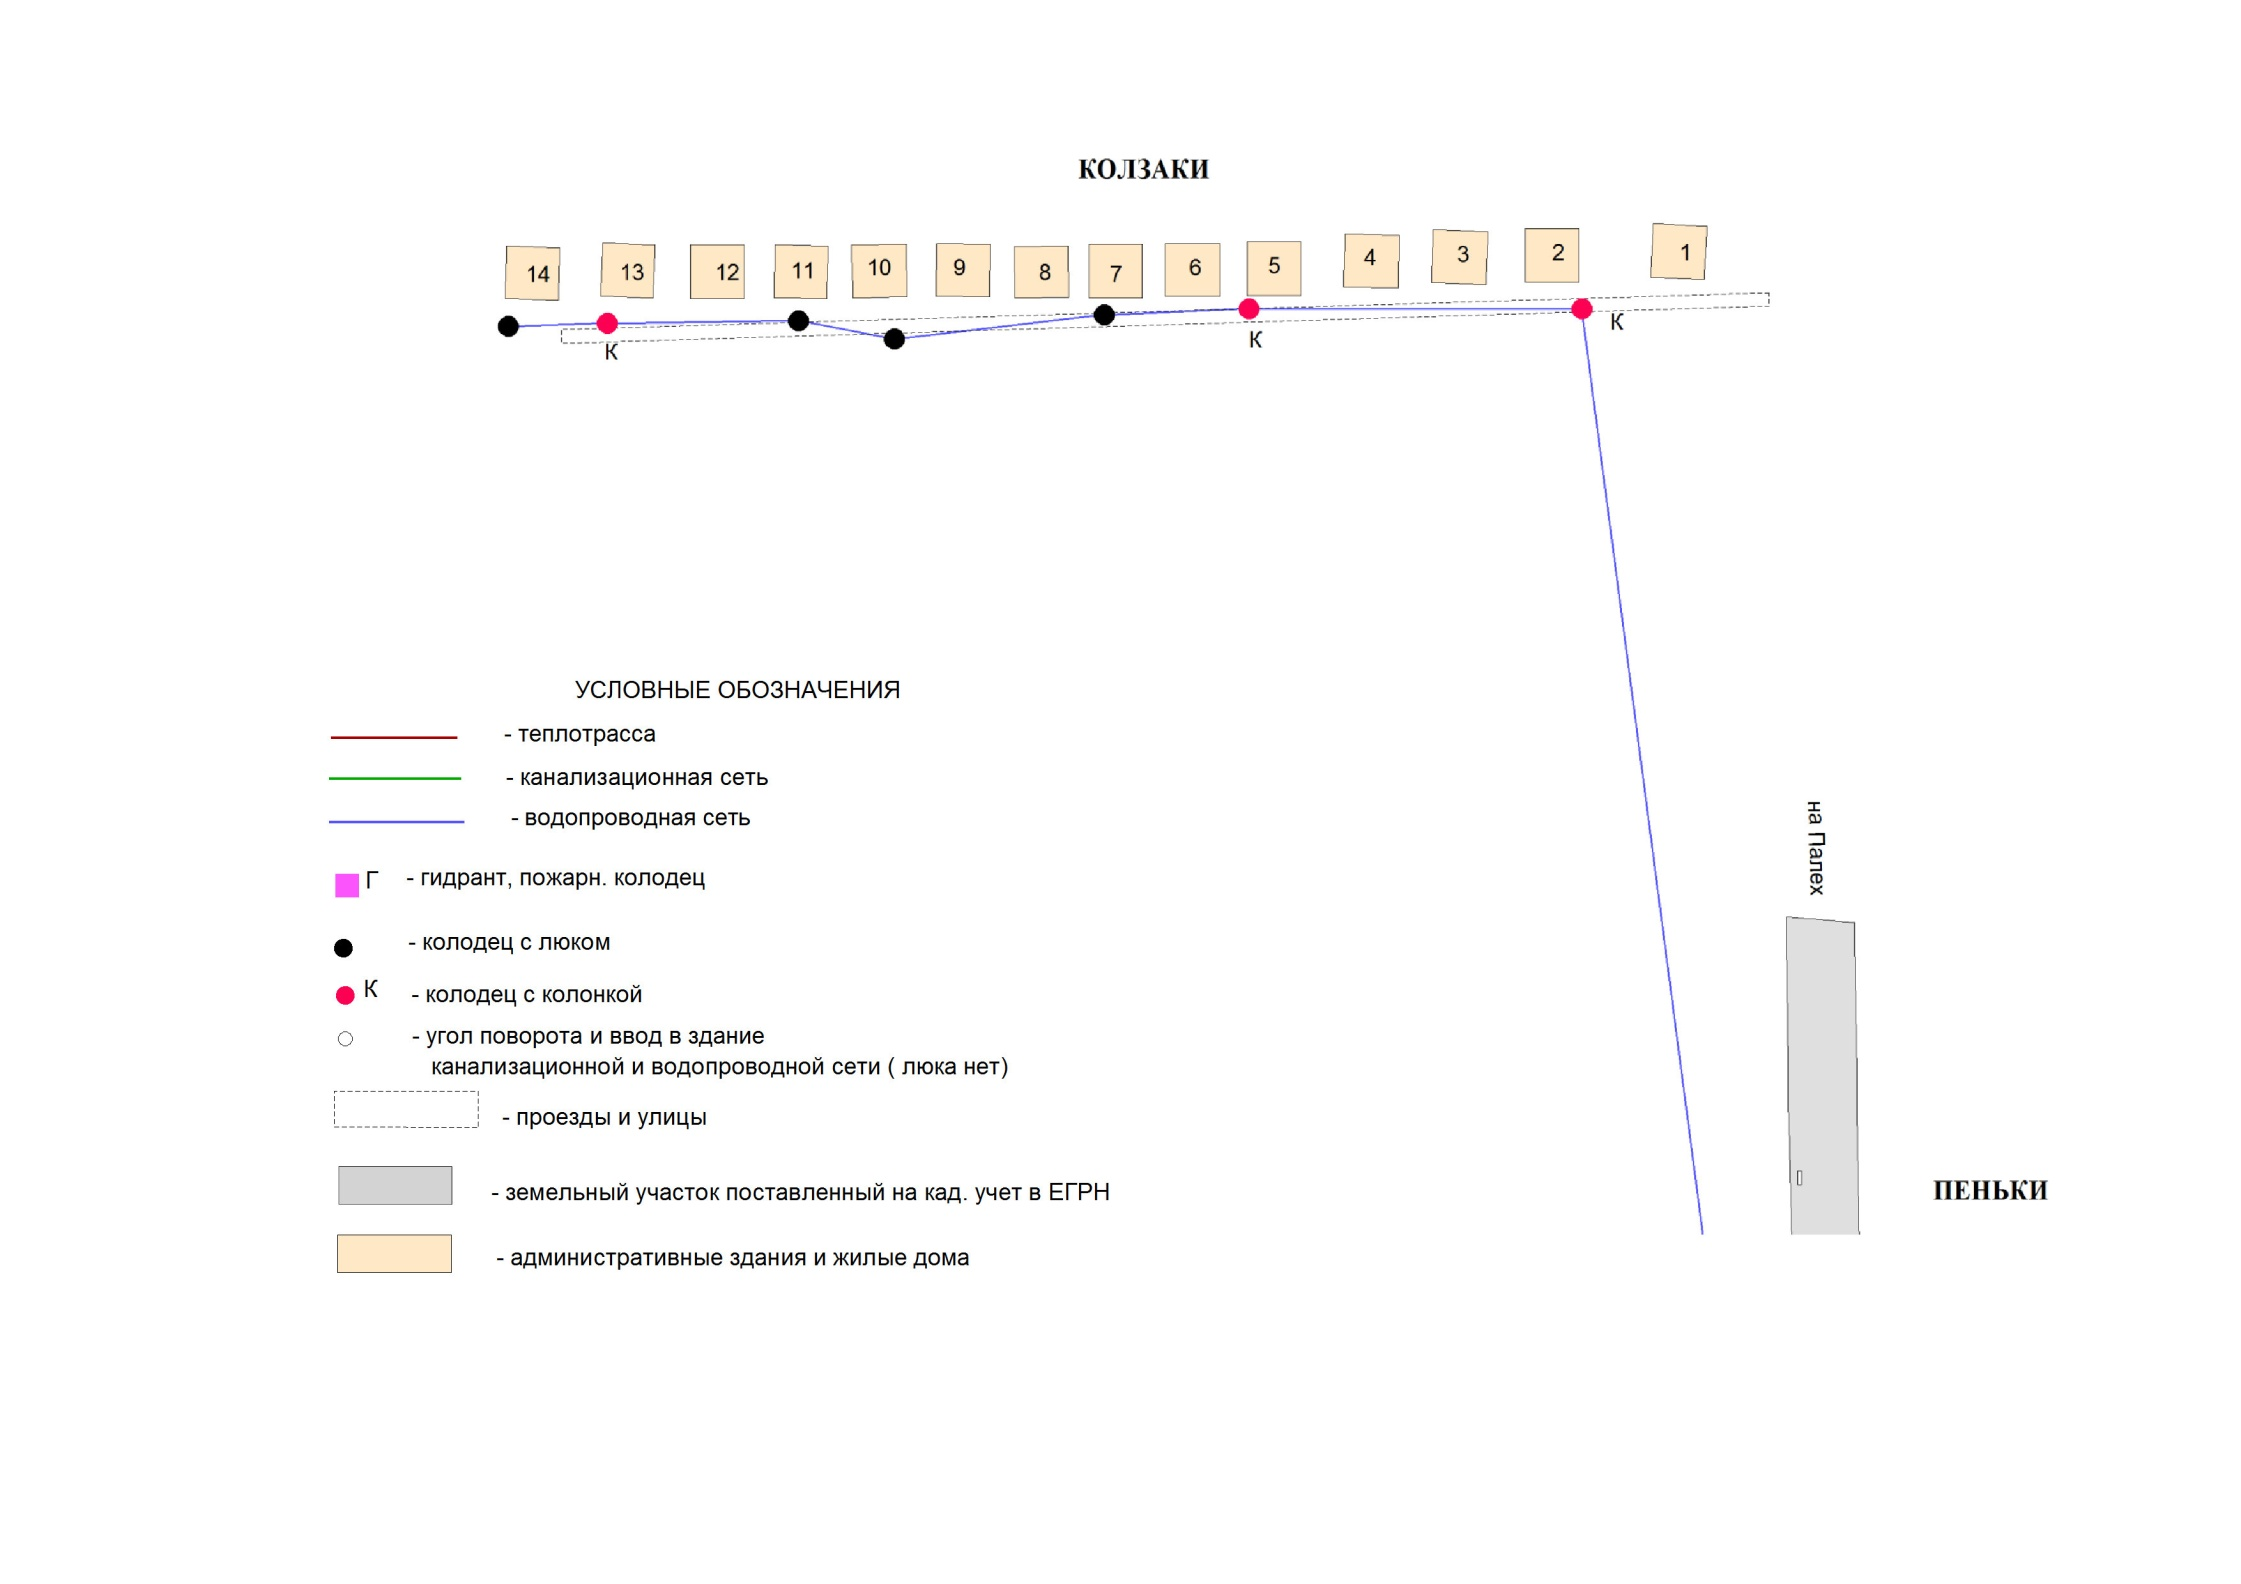 КОЛЗАКИ
14 13 12 11 10 9 8 7 6 5 4 3 2 1
К К К
УСЛОВНЫЕ ОБОЗНАЧЕНИЯ
- теплотрасса
- канализационная сеть
- водопроводная сеть
Г - гидрант, пожарн. колодец
- колодец с люком
К - колодец с колонкой
- угол поворота и ввод в здание
канализационной и водопроводной сети ( люка нет)
- проезды и улицы
- земельный участок поставленный на кад. учет в ЕГРН
- административные здания и жилые дома
на Палех
ПЕНЬКИ